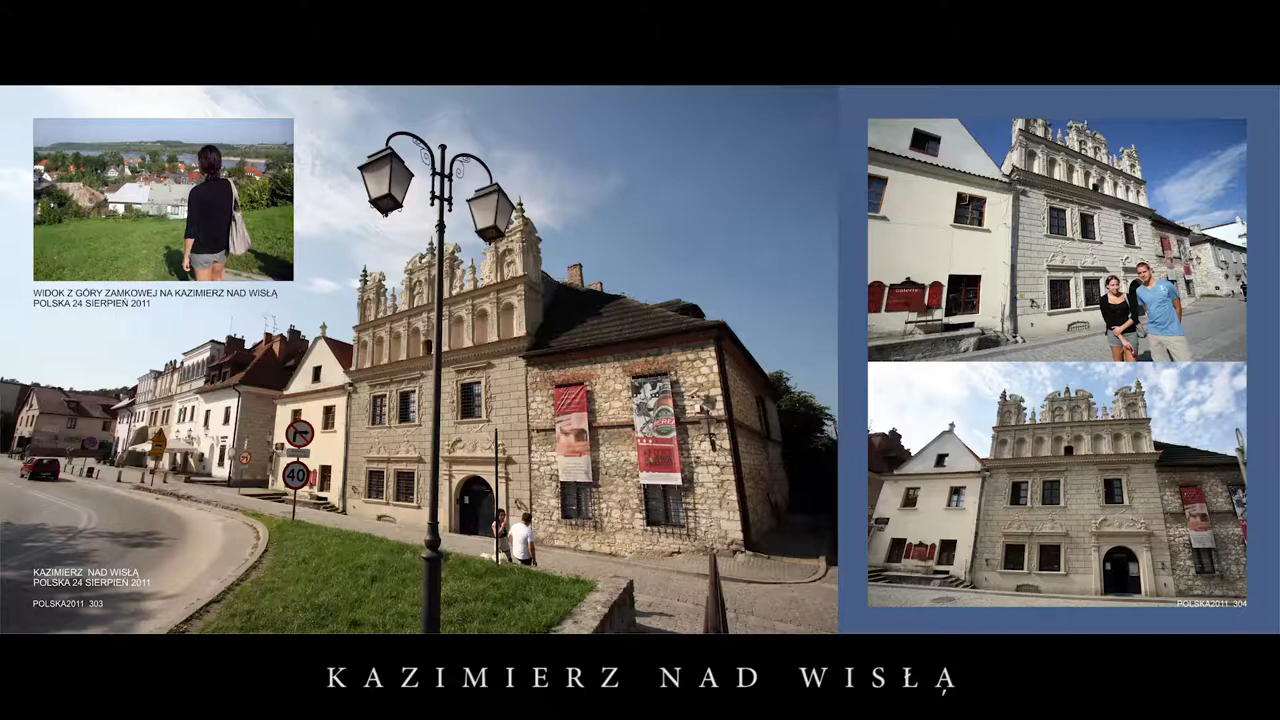 WIDOK Z GÓRY ZAMKOWEJ NA KAZIMIERZ NAD WISŁĄ
POLSKA 24 SIERPIEŃ 2011
40
KAZIMIERZ NAD WISŁĄ
POLSKA 24 SIERPIEŃ 2011
POLSKA2011 303
Galeria
POLSKA2011 304
KAZIMIERZ NAD WISŁĄ